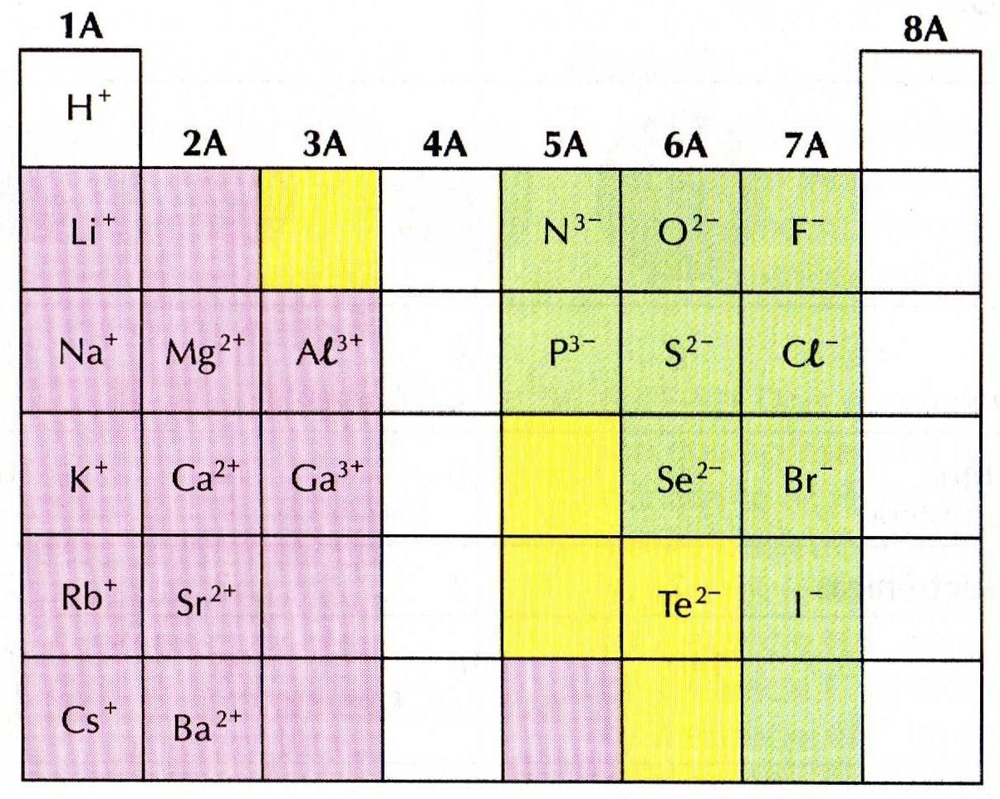 1A 8A
H⁺
2A 3A 4A 5A 6A 7A
Li⁺ N³⁻ O²⁻ F⁻
Na⁺ Mg²⁺ Aℓ³⁺ P³⁻ S²⁻ Cℓ⁻
K⁺ Ca²⁺ Ga³⁺ Se²⁻ Br⁻
Rb⁺ Sr²⁺ Te²⁻ I⁻
Cs⁺ Ba²⁺